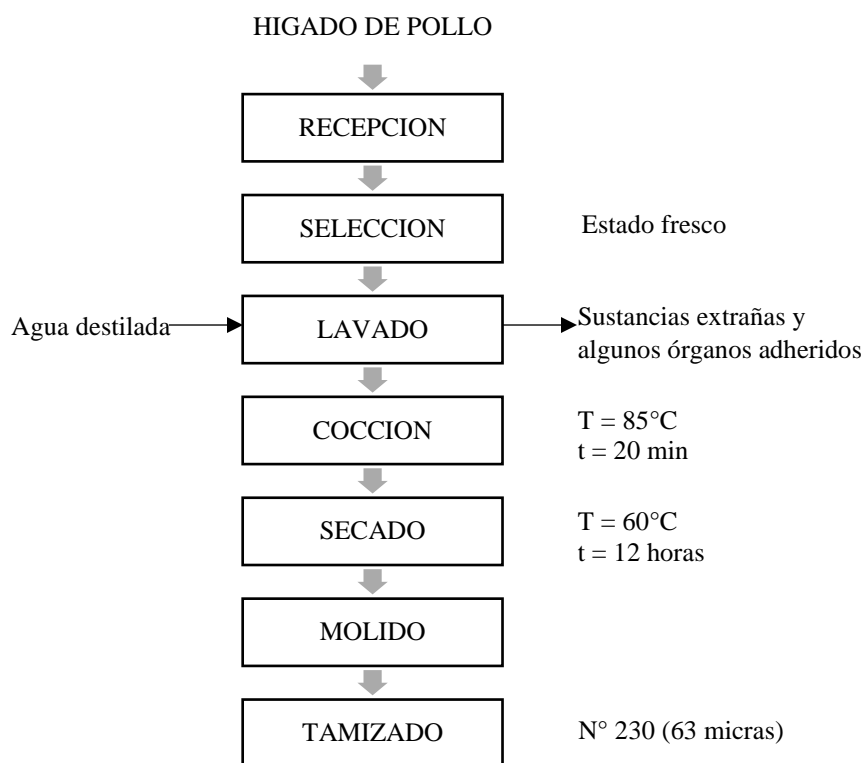 HIGADO DE POLLO
RECEPCION
SELECCION
Estado fresco
Agua destilada
LAVADO
Sustancias extrañas y
algunos órganos adheridos
COCCION
T = 85°C
t = 20 min
SECADO
T = 60°C
t = 12 horas
MOLIDO
TAMIZADO
N° 230 (63 micras)